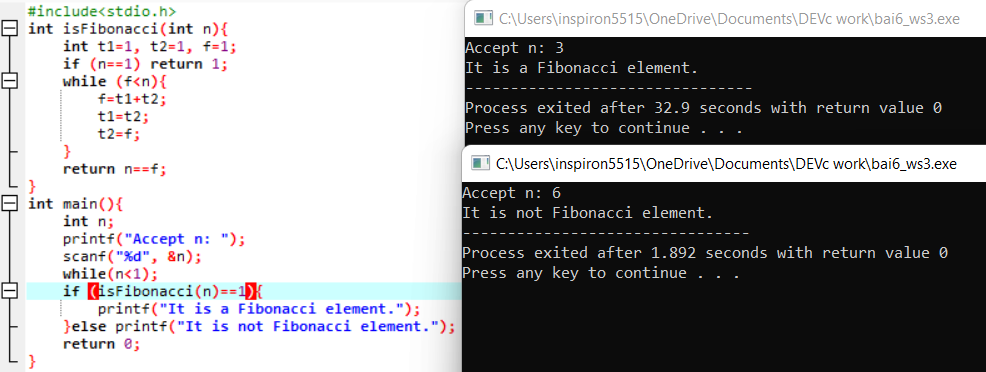 #include<stdio.h>
int isFibonacci(int n){
    int t1=1, t2=1, f=1;
    if (n==1) return 1;
    while (f<n){
        f=t1+t2;
        t1=t2;
        t2=f;
    }
    return n==f;
}
int main(){
    int n;
    printf("Accept n: ");
    scanf("%d", &n);
    while(n<1);
    if (isFibonacci(n)==1){
        printf("It is a Fibonacci element.");
    }else printf("It is not Fibonacci element.");
    return 0;
}
C:\Users\inspiron5515\OneDrive\Documents\DEVc work\bai6_ws3.exe
Accept n: 3
It is a Fibonacci element.
--------------------------------
Process exited after 32.9 seconds with return value 0
Press any key to continue . . .
C:\Users\inspiron5515\OneDrive\Documents\DEVc work\bai6_ws3.exe
Accept n: 6
It is not Fibonacci element.
--------------------------------
Process exited after 1.892 seconds with return value 0
Press any key to continue . . .